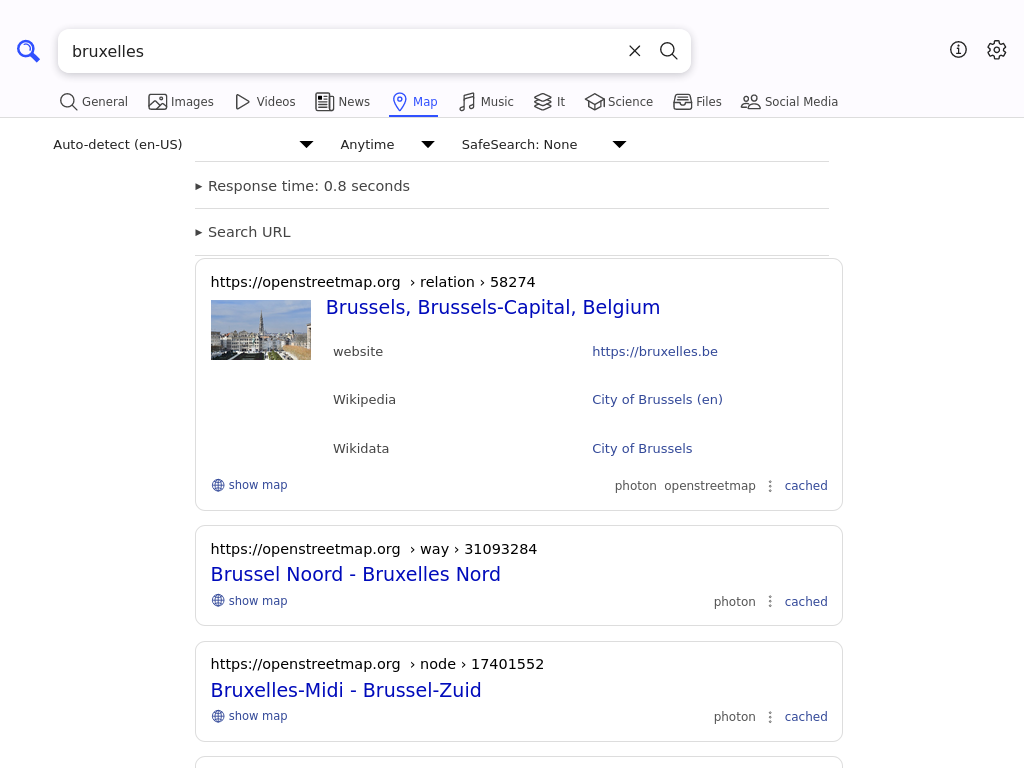 bruxelles
General Images Videos News Map Music It Science Files Social Media
Auto-detect (en-US) Anytime SafeSearch: None
Response time: 0.8 seconds
Search URL
https://openstreetmap.org › relation › 58274
Brussels, Brussels-Capital, Belgium
website https://bruxelles.be
Wikipedia City of Brussels (en)
Wikidata City of Brussels
show map photon openstreetmap cached
https://openstreetmap.org › way › 31093284
Brussel Noord - Bruxelles Nord
show map photon cached
https://openstreetmap.org › node › 17401552
Bruxelles-Midi - Brussel-Zuid
show map photon cached